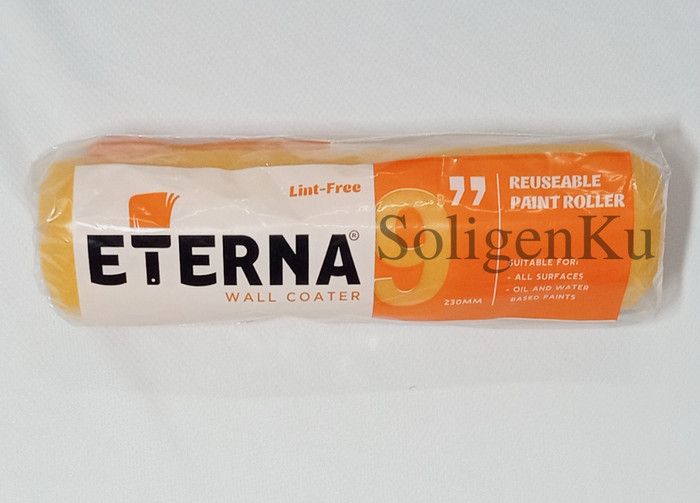 Lint-Free
ETERNA®
WALL COATER
9"
230MM
REUSEABLE
PAINT ROLLER
SoligenKu
SUITABLE FOR:
- ALL SURFACES
- OIL AND WATER
BASED PAINTS